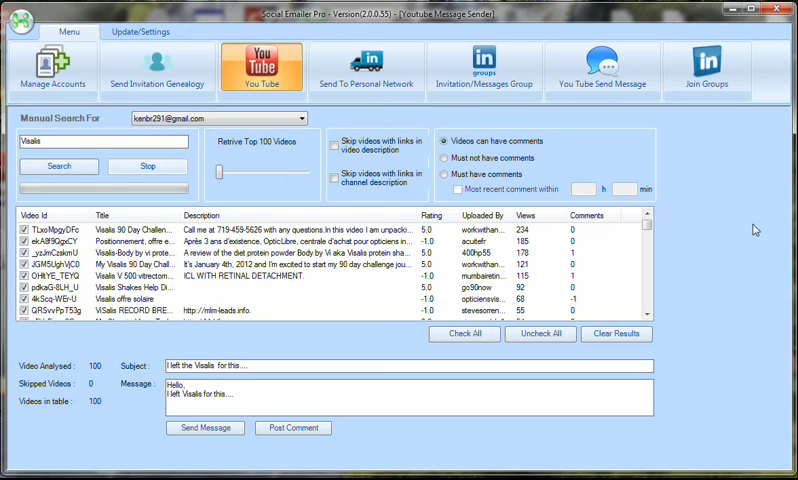 Social Emailer Pro - Version(2.0.0.55) - [Youtube Message Sender]
Menu
Update/Settings
Manage Accounts
Send Invitation Genealogy
You Tube
You Tube
Send To Personal Network
in groups
Invitation/Messages Group
You Tube Send Message
in
Join Groups
Manual Search For
kenbr291@gmail.com
Visalis
Search
Stop
Retrive Top 100 Videos
Skip videos with links in
video description
Skip videos with links in
channel description
Videos can have comments
Must not have comments
Must have comments
Most recent comment within
h
min
Video Id Title Description Rating Uploaded By Views Comments
TLxoMpgyDFc Visalis 90 Day Challen... Call me at 719-459-5626 with any questions.In this video I am unpacki... 5.0 workwithan... 234 0
ekA8f9QgxCY Positionnement, offre e... Après 3 ans d'existence, OpticLibre, centrale d'achat pour opticiens in... -1.0 acuitefr 235 0
_yzJmCzmekI Visalis-Body by vi protei... A review of the diet protein powder Body by Vi aka Visalis protein sha... 5.0 400hp55 178 1
JGM5UghVjC0 My Visalis 90 Day Chall... It's January 4th, 2012 and I'm excited to start my 90 day challenge jou... 5.0 workwithan... 121 0
OHltYE_TEYQ Visalis V 500 vitrectom... ICL WITH RETINAL DETACHMENT. -1.0 mumbairetin... 115 1
pdkaG-8LH_I Visalis Shakes Help Di... 5.0 go90now 92 0
4kScq-WEr-U Visalis offre solaire -1.0 opticiensvis... 68 -1
QRSvvPpT53g ViSalis RECORD BRE... http://mlm-leads.info. -1.0 stevesorren... 55 0
Check All
Uncheck All
Clear Results
Video Analysed : 100
Skipped Videos : 0
Videos in table : 100
Subject : I left the Visalis for this....
Message : Hello,
I left Visalis for this....
Send Message
Post Comment